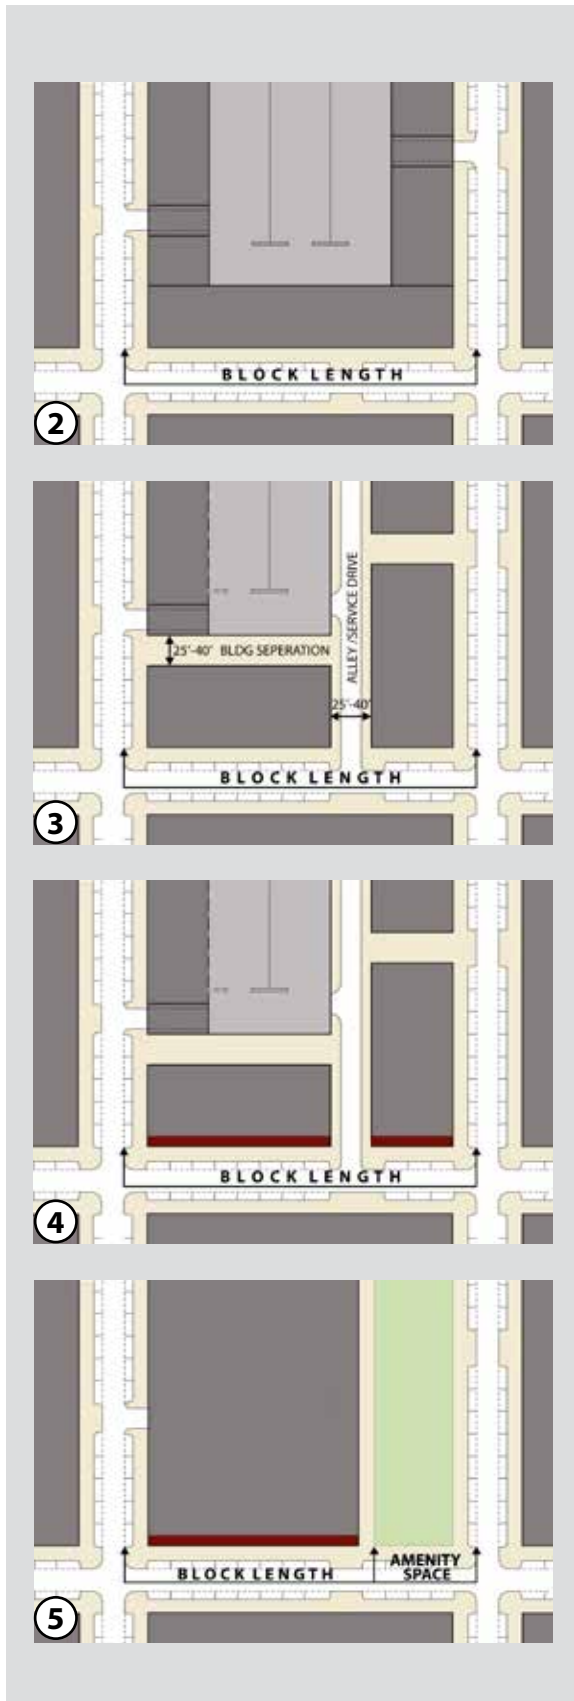 BLOCK LENGTH
2
ALLEY /SERVICE DRIVE
25'-40' BLDG SEPERATION
25'-40'
BLOCK LENGTH
3
BLOCK LENGTH
4
AMENITY
SPACE
BLOCK LENGTH
5